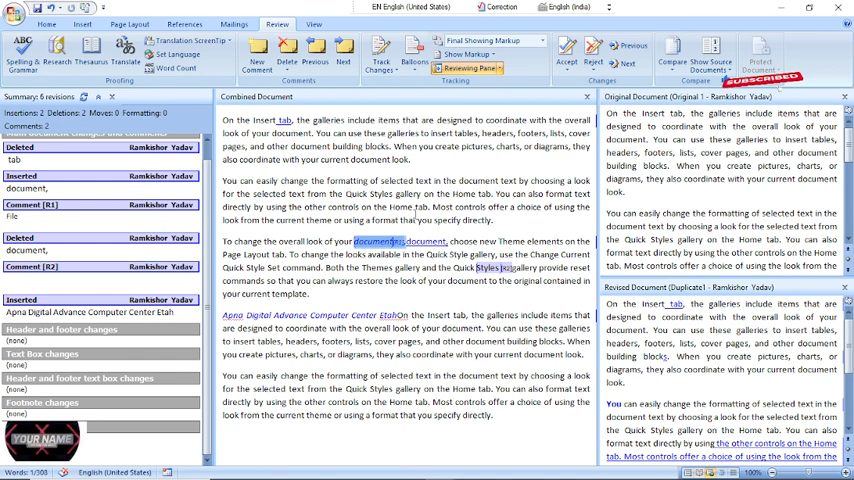 EN English (United States)
Correction
English (India)
Home
Insert
Page Layout
References
Mailings
Review
View
ABC
Spelling & Grammar
Research
Thesaurus
Translate
Translation ScreenTip
Set Language
Word Count
Proofing
New Comment
Delete
Previous
Next
Comments
Track Changes
Balloons
Final Showing Markup
Show Markup
Reviewing Pane
Tracking
Accept
Reject
Previous
Next
Changes
Compare
Show Source Documents
Compare
Protect Document
SUBSCRIBED
Summary: 6 revisions
Insertions: 2 Deletions: 2 Moves: 0 Formatting: 0
Comments: 2
Main document changes and comments
Deleted Ramkishor Yadav
tab
Inserted Ramkishor Yadav
document,
Comment [R1] Ramkishor Yadav
File
Deleted Ramkishor Yadav
document,
Comment [R2] Ramkishor Yadav
Inserted Ramkishor Yadav
Apna Digital Advance Computer Center Etah
Header and footer changes
(none)
Text Box changes
(none)
Header and footer text box changes
(none)
Footnote changes
(none)
YOUR NAME
Combined Document
On the Insert tab, the galleries include items that are designed to coordinate with the overall
look of your document. You can use these galleries to insert tables, headers, footers, lists, cover
pages, and other document building blocks. When you create pictures, charts, or diagrams, they
also coordinate with your current document look.
You can easily change the formatting of selected text in the document text by choosing a look
for the selected text from the Quick Styles gallery on the Home tab. You can also format text
directly by using the other controls on the Home tab. Most controls offer a choice of using the
look from the current theme or using a format that you specify directly.
To change the overall look of your document[R1],document, choose new Theme elements on the
Page Layout tab. To change the looks available in the Quick Style gallery, use the Change Current
Quick Style Set command. Both the Themes gallery and the Quick Styles [R2]gallery provide reset
commands so that you can always restore the look of your document to the original contained in
your current template.
Apna Digital Advance Computer Center EtahOn the Insert tab, the galleries include items that
are designed to coordinate with the overall look of your document. You can use these galleries
to insert tables, headers, footers, lists, cover pages, and other document building blocks. When
you create pictures, charts, or diagrams, they also coordinate with your current document look.
You can easily change the formatting of selected text in the document text by choosing a look
for the selected text from the Quick Styles gallery on the Home tab. You can also format text
directly by using the other controls on the Home tab. Most controls offer a choice of using the
look from the current theme or using a format that you specify directly.
Original Document (Original 1 - Ramkishor Yadav)
On the Insert tab, the galleries include items that are
designed to coordinate with the overall look of your
document. You can use these galleries to insert tables,
headers, footers, lists, cover pages, and other document
building blocks. When you create pictures, charts, or
diagrams, they also coordinate with your current document
look.
You can easily change the formatting of selected text in the
document text by choosing a look for the selected text from
the Quick Styles gallery on the Home tab. You can also
format text directly by using the other controls on the Home
tab. Most controls offer a choice of using the look from the
Revised Document (Duplicate1 - Ramkishor Yadav)
On the Insert tab, the galleries include items that are
designed to coordinate with the overall look of your
document. You can use these galleries to insert tables,
headers, footers, lists, cover pages, and other document
building blocks. When you create pictures, charts, or
diagrams, they also coordinate with your current document
look.
You can easily change the formatting of selected text in the
document text by choosing a look for the selected text from
the Quick Styles gallery on the Home tab. You can also
format text directly by using the other controls on the Home
tab. Most controls offer a choice of using the look from the
Words: 1/308
English (United States)
100%